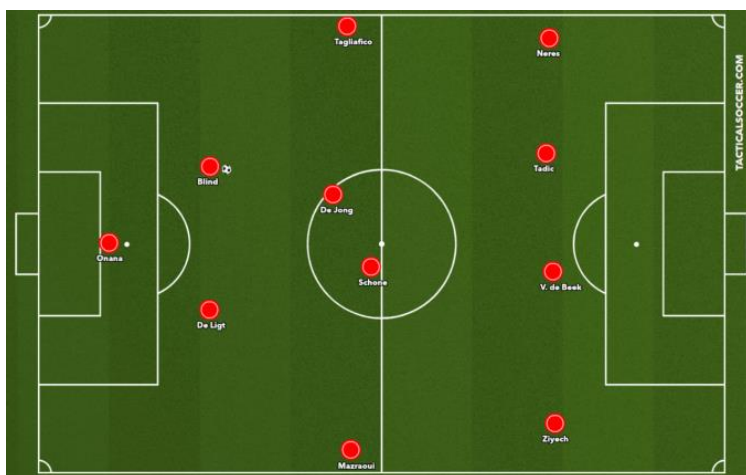 Tagliafico
Neres
TACTICALSOCCER.COM
Blind
Tadic
De Jong
Onana
Schone
V. de Beek
De Ligt
Ziyech
Mazraoui